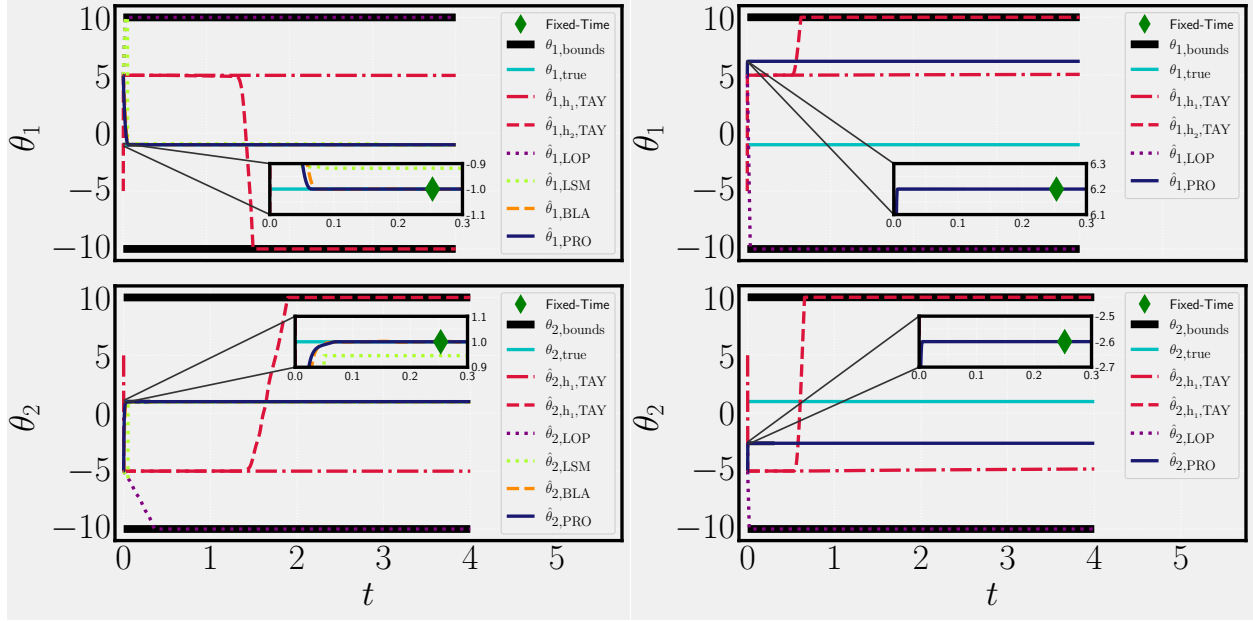 10
5
0
−5
−10
θ₁
-0.9
-1.0
-1.1
0.0
0.1
0.2
0.3
Fixed-Time
θ₁,bounds
θ₁,true
θ̂₁,h₁,TAY
θ̂₁,h₂,TAY
θ̂₁,LOP
θ̂₁,LSM
θ̂₁,BLA
θ̂₁,PRO
10
5
0
−5
−10
θ₁
6.3
6.2
6.1
0.0
0.1
0.2
0.3
Fixed-Time
θ₁,bounds
θ₁,true
θ̂₁,h₁,TAY
θ̂₁,h₂,TAY
θ̂₁,LOP
θ̂₁,PRO
10
5
0
−5
−10
θ₂
1.1
1.0
0.9
0.0
0.1
0.2
0.3
Fixed-Time
θ₂,bounds
θ₂,true
θ̂₂,h₁,TAY
θ̂₂,h₁,TAY
θ̂₂,LOP
θ̂₂,LSM
θ̂₂,BLA
θ̂₂,PRO
0 1 2 3 4 5
t
10
5
0
−5
−10
θ₂
-2.5
-2.6
-2.7
0.0
0.1
0.2
0.3
Fixed-Time
θ₂,bounds
θ₂,true
θ̂₂,h₁,TAY
θ̂₂,h₁,TAY
θ̂₂,LOP
θ̂₂,PRO
0 1 2 3 4 5
t